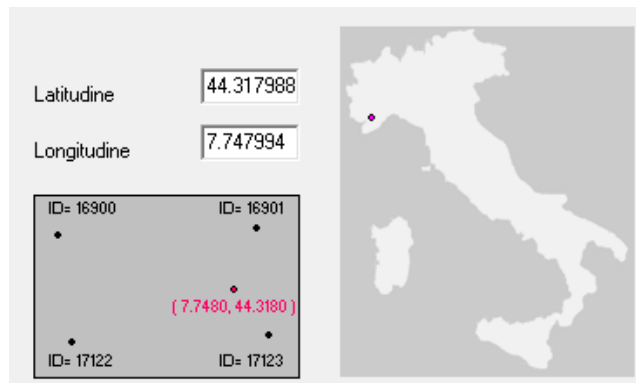 Latitudine 44.317988
Longitudine 7.747994
ID= 16900 ID= 16901
( 7.7480, 44.3180 )
ID= 17122 ID= 17123